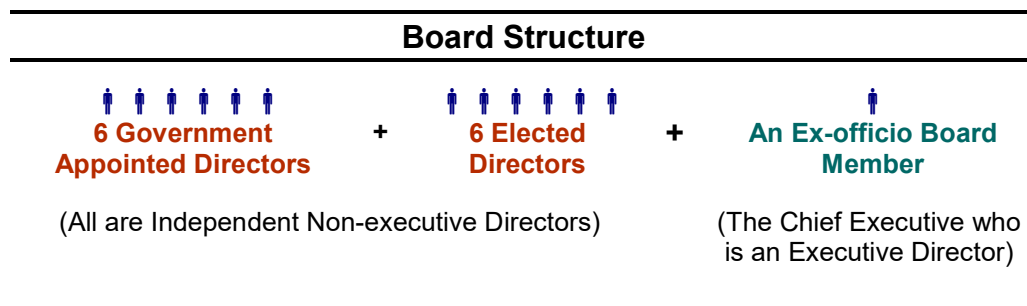 Board Structure
6 Government
Appointed Directors
+
6 Elected
Directors
+
An Ex-officio Board
Member
(All are Independent Non-executive Directors)
(The Chief Executive who
is an Executive Director)